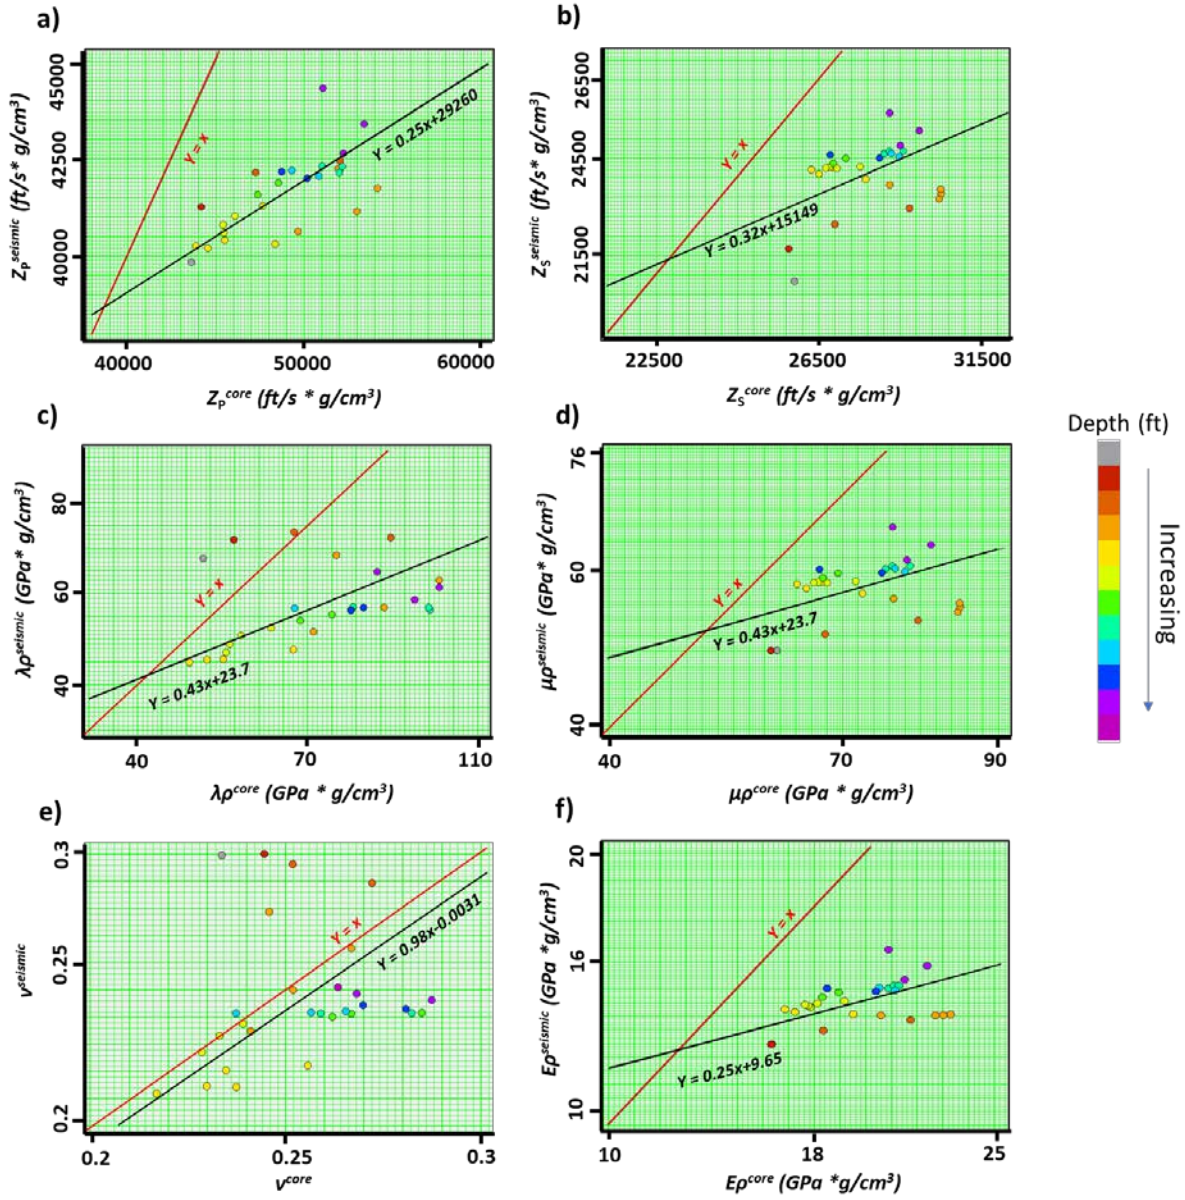 a)
Z_P^seismic (ft/s* g/cm³)
45000
42500
40000
Y = x
Y = 0.25x+29260
40000 50000 60000
Z_P^core (ft/s * g/cm³)
b)
Z_S^seismic (ft/s* g/cm³)
26500
24500
21500
Y = x
Y = 0.32x+15149
22500 26500 31500
Z_S^core (ft/s * g/cm³)
c)
λρ^seismic (GPa* g/cm³)
80
60
40
Y = x
Y = 0.43x+23.7
40 70 110
λρ^core (GPa * g/cm³)
d)
μρ^seismic (GPa* g/cm³)
76
60
40
Y = x
Y = 0.43x+23.7
40 70 90
μρ^core (GPa * g/cm³)
Depth (ft)
Increasing
e)
ν^seismic
0.3
0.25
0.2
Y = x
Y = 0.98x-0.0031
0.2 0.25 0.3
ν^core
f)
Eρ^seismic (GPa *g/cm³)
20
16
10
Y = x
Y = 0.25x+9.65
10 18 25
Eρ^core (GPa * g/cm³)